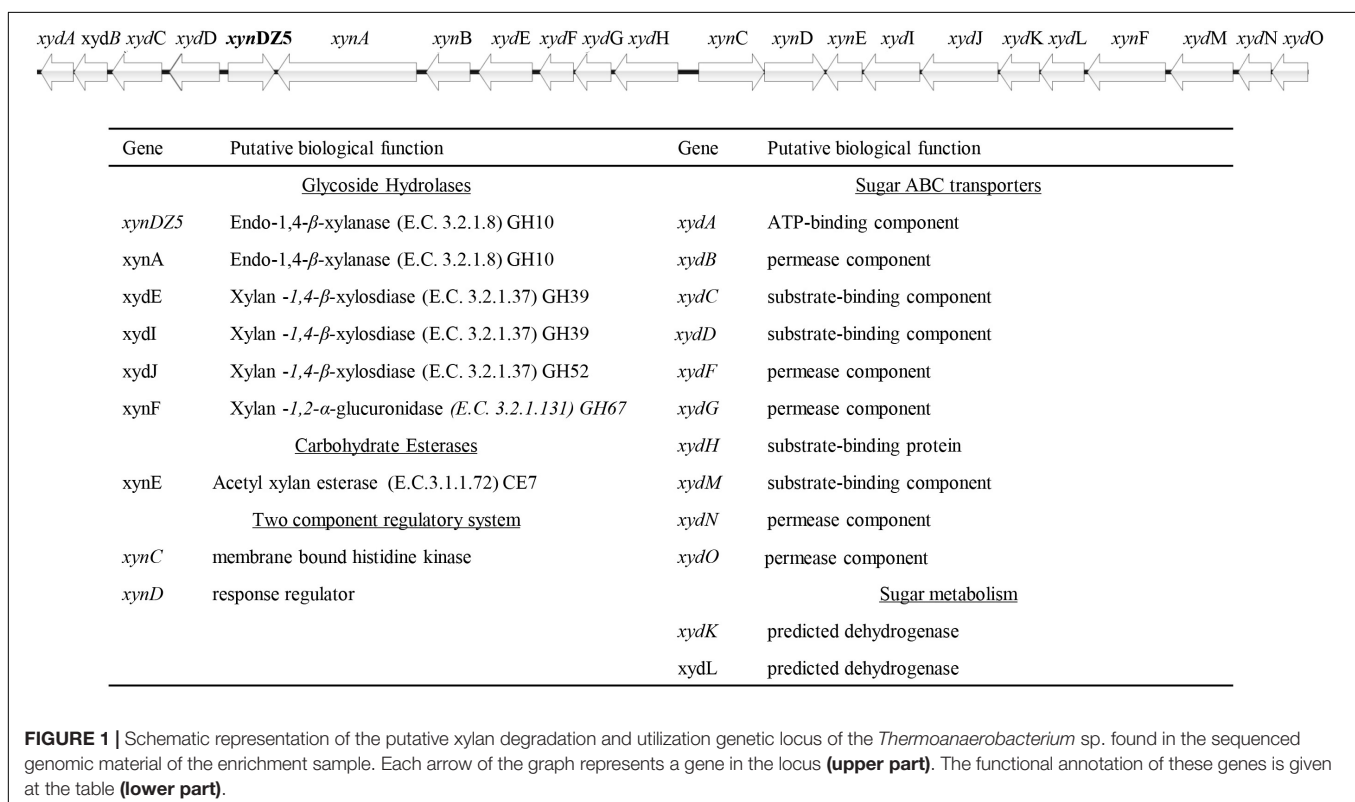 xydA xydB xydC xydD xynDZ5 xynA xynB xydE xydF xydG xydH xynC xynD xynE xydI xydJ xydK xydL xynF xydM xydN xydO
Gene Putative biological function Gene Putative biological function
Glycoside Hydrolases Sugar ABC transporters
xynDZ5 Endo-1,4-β-xylanase (E.C. 3.2.1.8) GH10 xydA ATP-binding component
xynA Endo-1,4-β-xylanase (E.C. 3.2.1.8) GH10 xydB permease component
xydE Xylan -1,4-β-xylosdiase (E.C. 3.2.1.37) GH39 xydC substrate-binding component
xydI Xylan -1,4-β-xylosdiase (E.C. 3.2.1.37) GH39 xydD substrate-binding component
xydJ Xylan -1,4-β-xylosdiase (E.C. 3.2.1.37) GH52 xydF permease component
xynF Xylan -1,2-α-glucuronidase (E.C. 3.2.1.131) GH67 xydG permease component
Carbohydrate Esterases xydH substrate-binding protein
xynE Acetyl xylan esterase (E.C.3.1.1.72) CE7 xydM substrate-binding component
Two component regulatory system xydN permease component
xynC membrane bound histidine kinase xydO permease component
xynD response regulator Sugar metabolism
xydK predicted dehydrogenase
xydL predicted dehydrogenase
FIGURE 1 | Schematic representation of the putative xylan degradation and utilization genetic locus of the Thermoanaerobacterium sp. found in the sequenced
genomic material of the enrichment sample. Each arrow of the graph represents a gene in the locus (upper part). The functional annotation of these genes is given
at the table (lower part).